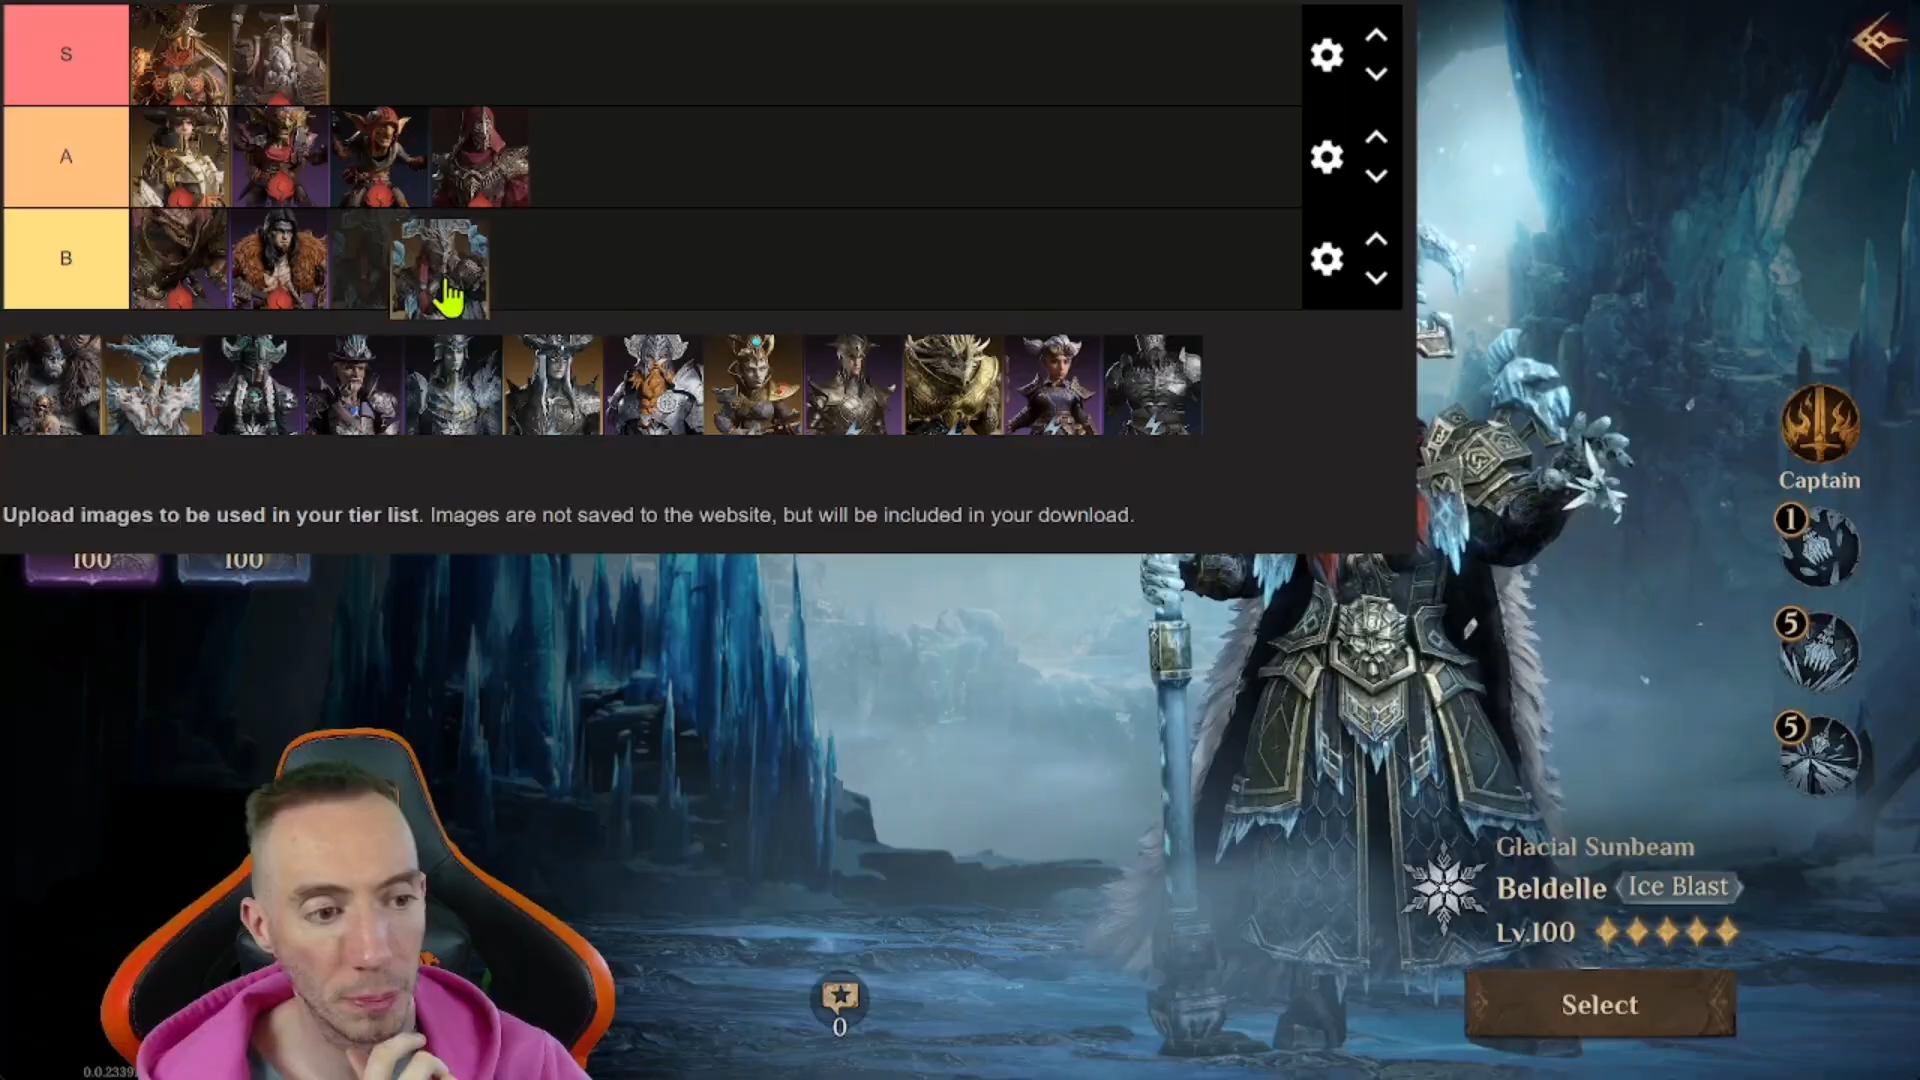 S
A
B
Upload images to be used in your tier list. Images are not saved to the website, but will be included in your download.
100
100
Captain
1
5
5
Glacial Sunbeam
Beldelle
Ice Blast
Lv.100
Select
0